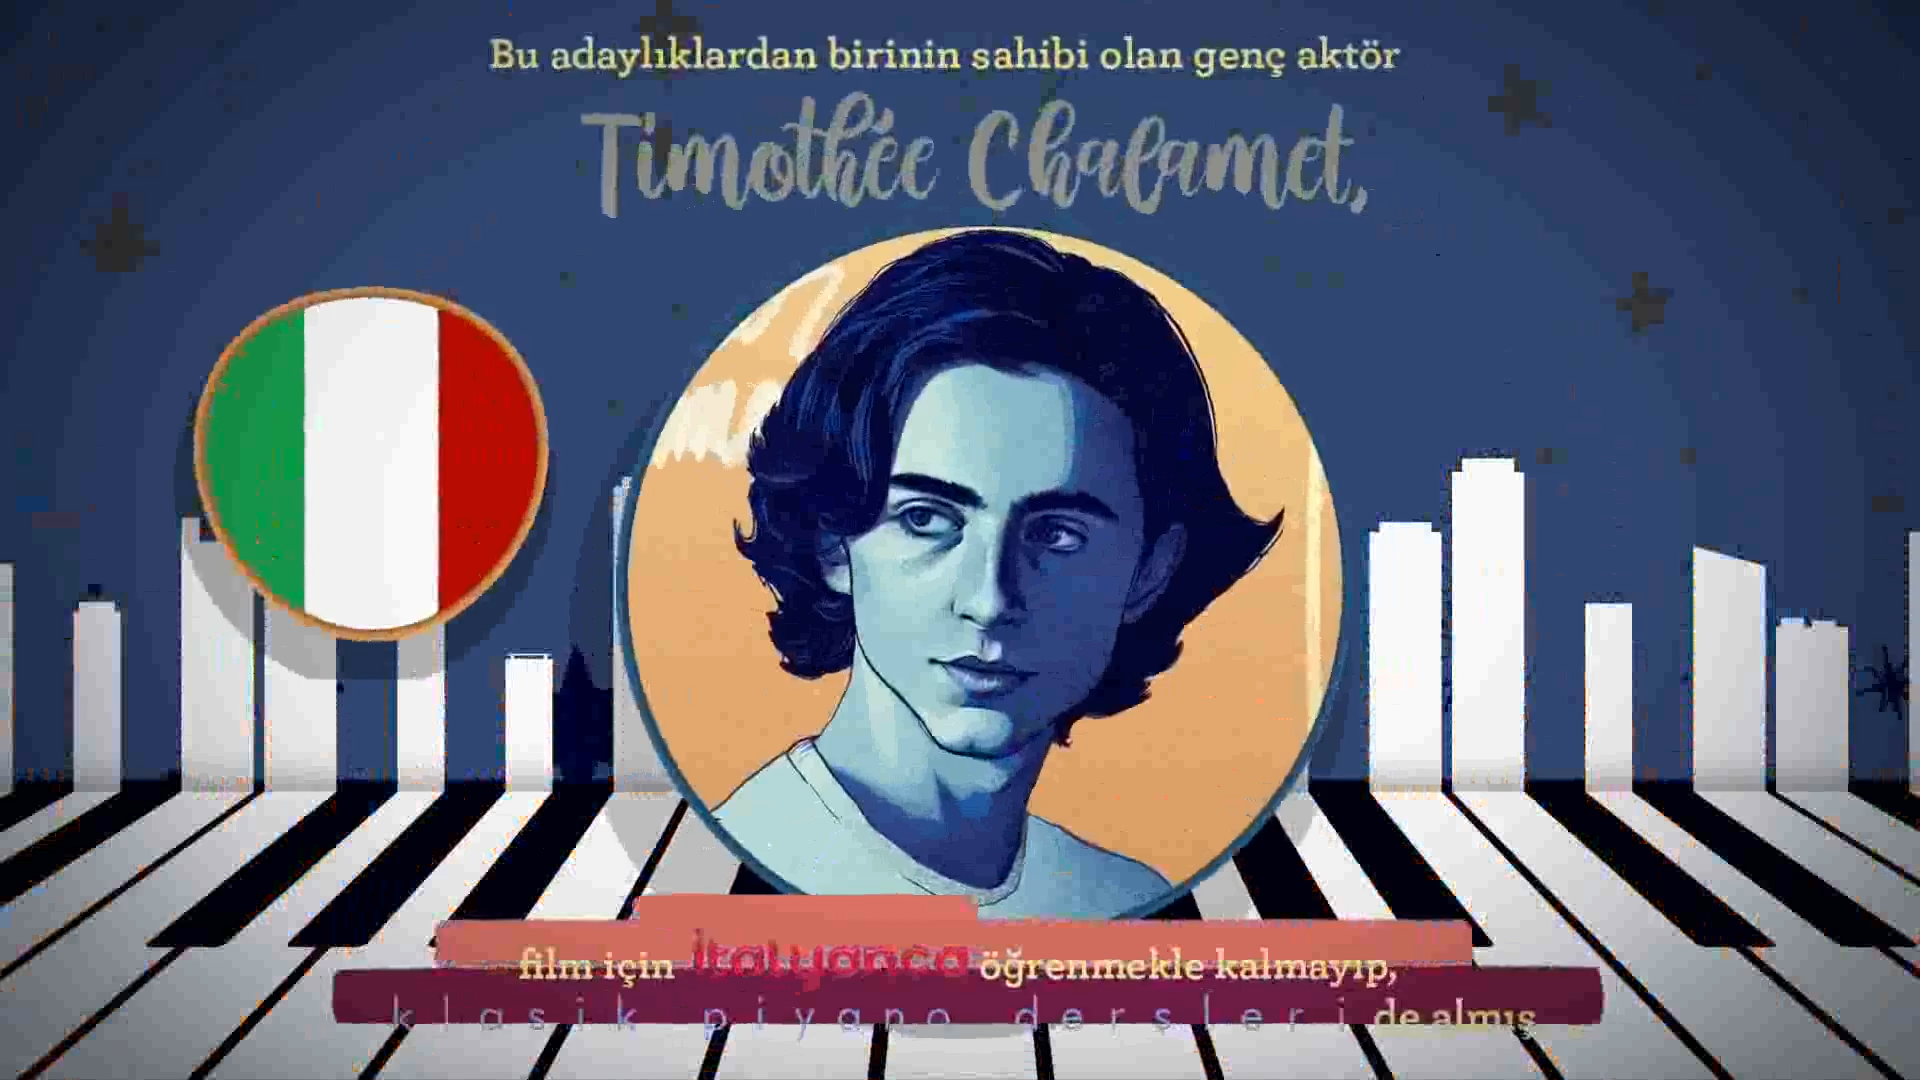 Bu adaylıklardan birinin sahibi olan genç aktör
Timothée Chalamet,
film için İtalyanca öğrenmekle kalmayıp,
klasik piyano dersleri de almış